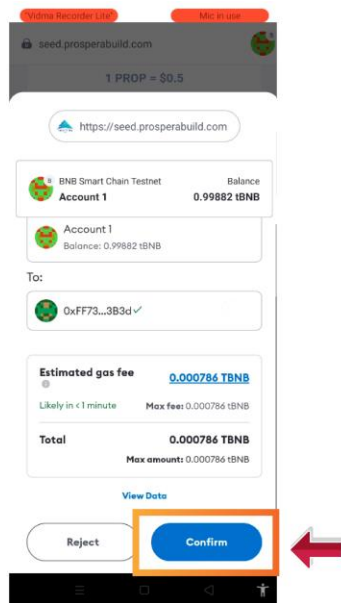 "Vidma Recorder Lite"
Mic in use
seed.prosperabuild.com
1 PROP = $0.5
https://seed.prosperabuild.com
BNB Smart Chain Testnet Balance
Account 1 0.99882 tBNB
Account 1
Balance: 0.99882 tBNB
To:
0xFF73...3B3d
Estimated gas fee 0.000786 TBNB
Likely in < 1 minute Max fee: 0.000786 tBNB
Total 0.000786 TBNB
Max amount: 0.000786 tBNB
View Data
Reject Confirm